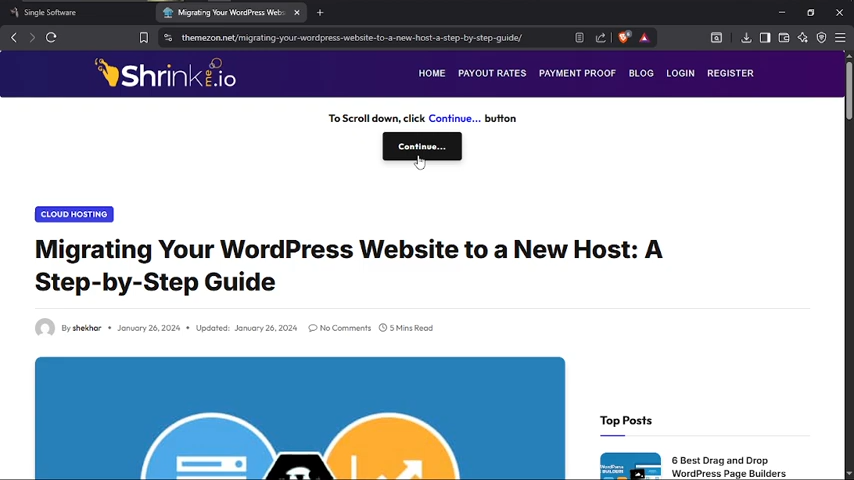 Single Software
Migrating Your WordPress Webs
themezon.net/migrating-your-wordpress-website-to-a-new-host-a-step-by-step-guide/
Shrinkme.io
HOME PAYOUT RATES PAYMENT PROOF BLOG LOGIN REGISTER
To Scroll down, click Continue... button
Continue...
CLOUD HOSTING
Migrating Your WordPress Website to a New Host: A
Step-by-Step Guide
By shekhar • January 26, 2024 • Updated: January 26, 2024 No Comments 5 Mins Read
Top Posts
6 Best Drag and Drop
WordPress Page Builders